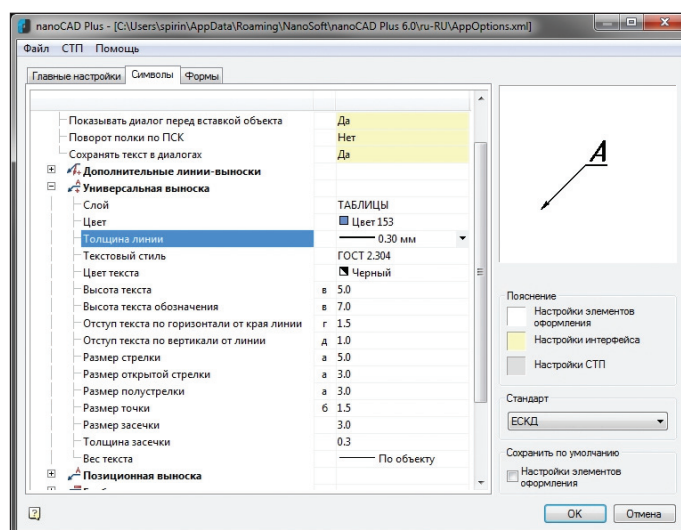 nanoCAD Plus - [C:\Users\spirin\AppData\Roaming\NanoSoft\nanoCAD Plus 6.0\ru-RU\AppOptions.xml]
Файл СТП Помощь
Главные настройки Символы Формы
Показывать диалог перед вставкой объекта Да
Поворот полки по ПСК Нет
Сохранять текст в диалогах Да
Дополнительные линии-выноски
Универсальная выноска
Слой ТАБЛИЦЫ
Цвет Цвет 153
Толщина линии 0.30 мм
Текстовый стиль ГОСТ 2.304
Цвет текста Черный
Высота текста в 5.0
Высота текста обозначения в 7.0
Отступ текста по горизонтали от края линии г 1.5
Отступ текста по вертикали от линии д 1.0
Размер стрелки а 5.0
Размер открытой стрелки а 3.0
Размер полустрелки а 3.0
Размер точки б 1.5
Размер засечки 3.0
Толщина засечки 0.3
Вес текста По объекту
Позиционная выноска
А
Пояснение
Настройки элементов
оформления
Настройки интерфейса
Настройки СТП
Стандарт
ЕСКД
Сохранить по умолчанию
Настройки элементов
оформления
?
OK Отмена